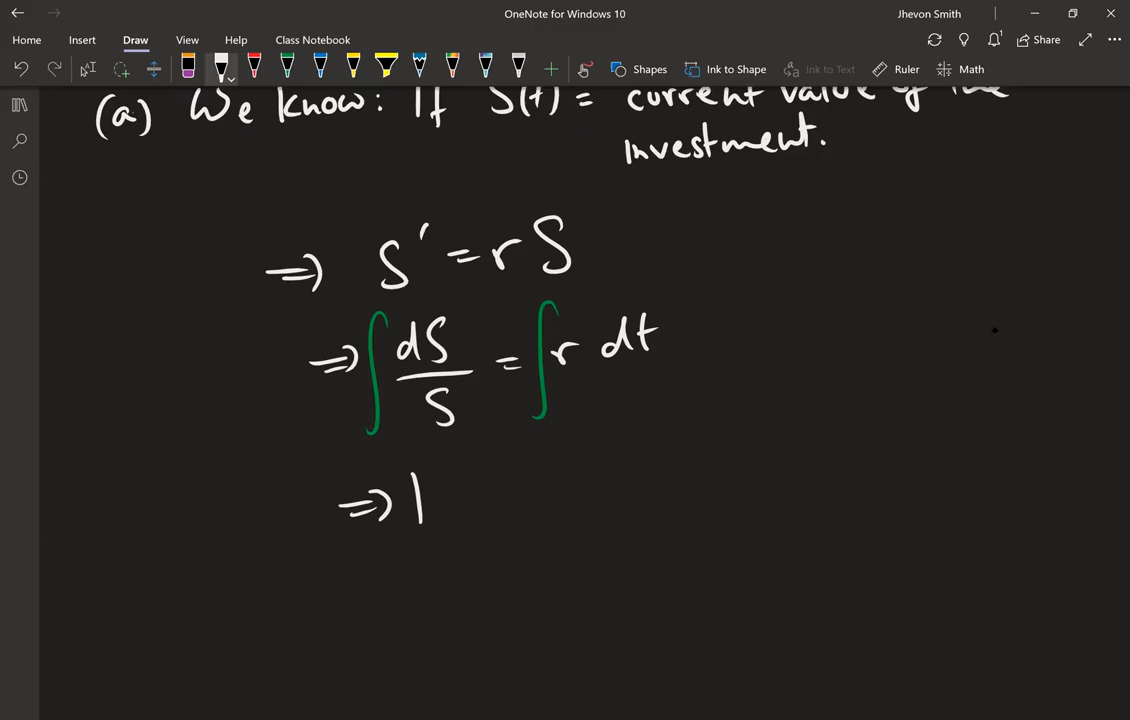 OneNote for Windows 10
Jhevon Smith
Home Insert Draw View Help Class Notebook
Share
Shapes Ink to Shape Ink to Text Ruler Math
(a) We know: If S(t) = current value of the
investment.
⇒ S' = r S
⇒ ∫ dS/S = ∫ r dt
⇒ |